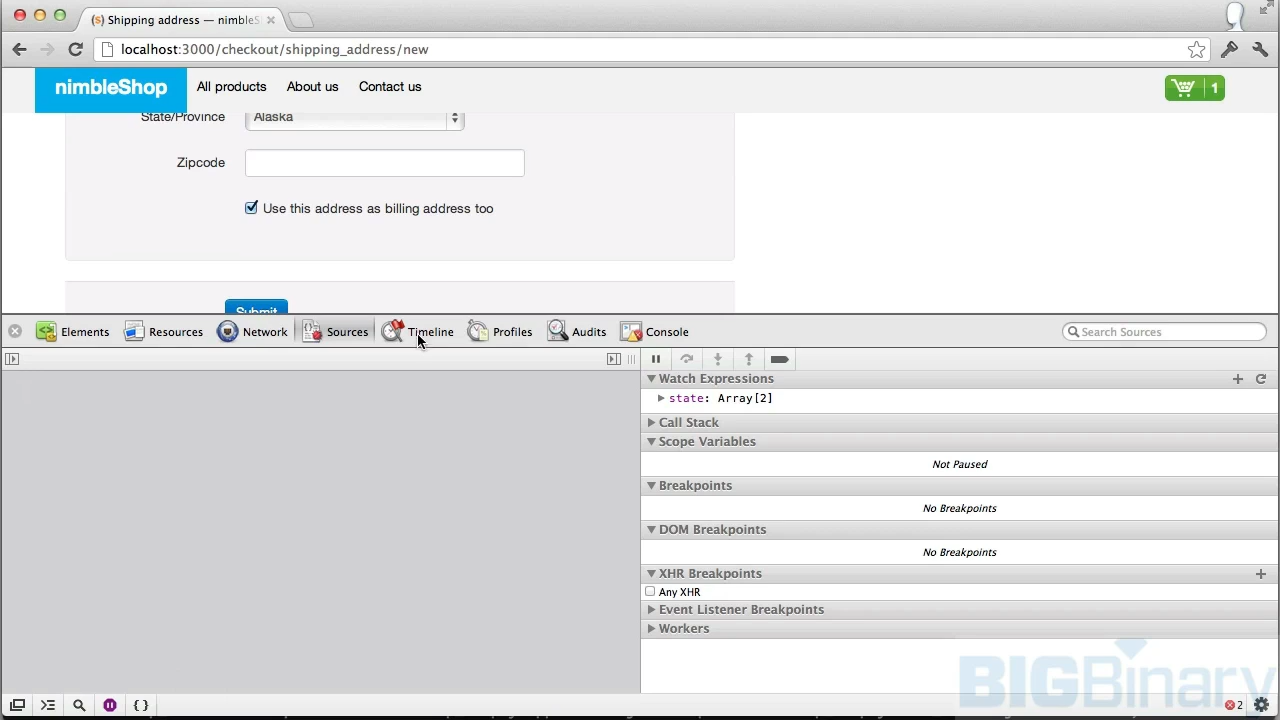 Shipping address — nimbleS
localhost:3000/checkout/shipping_address/new
nimbleShop All products About us Contact us 1
State/Province Alaska
Zipcode
Use this address as billing address too
Submit
Elements Resources Network Sources Timeline Profiles Audits Console Search Sources
Watch Expressions
state: Array[2]
Call Stack
Scope Variables
Not Paused
Breakpoints
No Breakpoints
DOM Breakpoints
No Breakpoints
XHR Breakpoints
Any XHR
Event Listener Breakpoints
Workers
BIGBinary
2